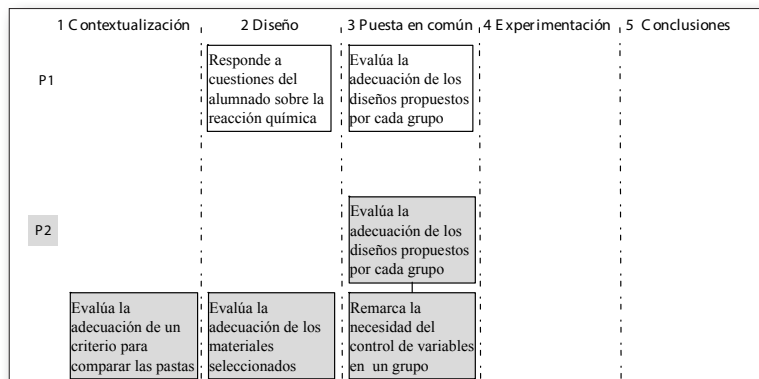 1 Contextualización 2 Diseño 3 Puesta en común 4 Experimentación 5 Conclusiones
P1
Responde a
cuestiones del
alumnado sobre la
reacción química
Evalúa la
adecuación de los
diseños propuestos
por cada grupo
P2
Evalúa la
adecuación de los
diseños propuestos
por cada grupo
Evalúa la
adecuación de un
criterio para
comparar las pastas
Evalúa la
adecuación de los
materiales
seleccionados
Remarca la
necesidad del
control de variables
en un grupo